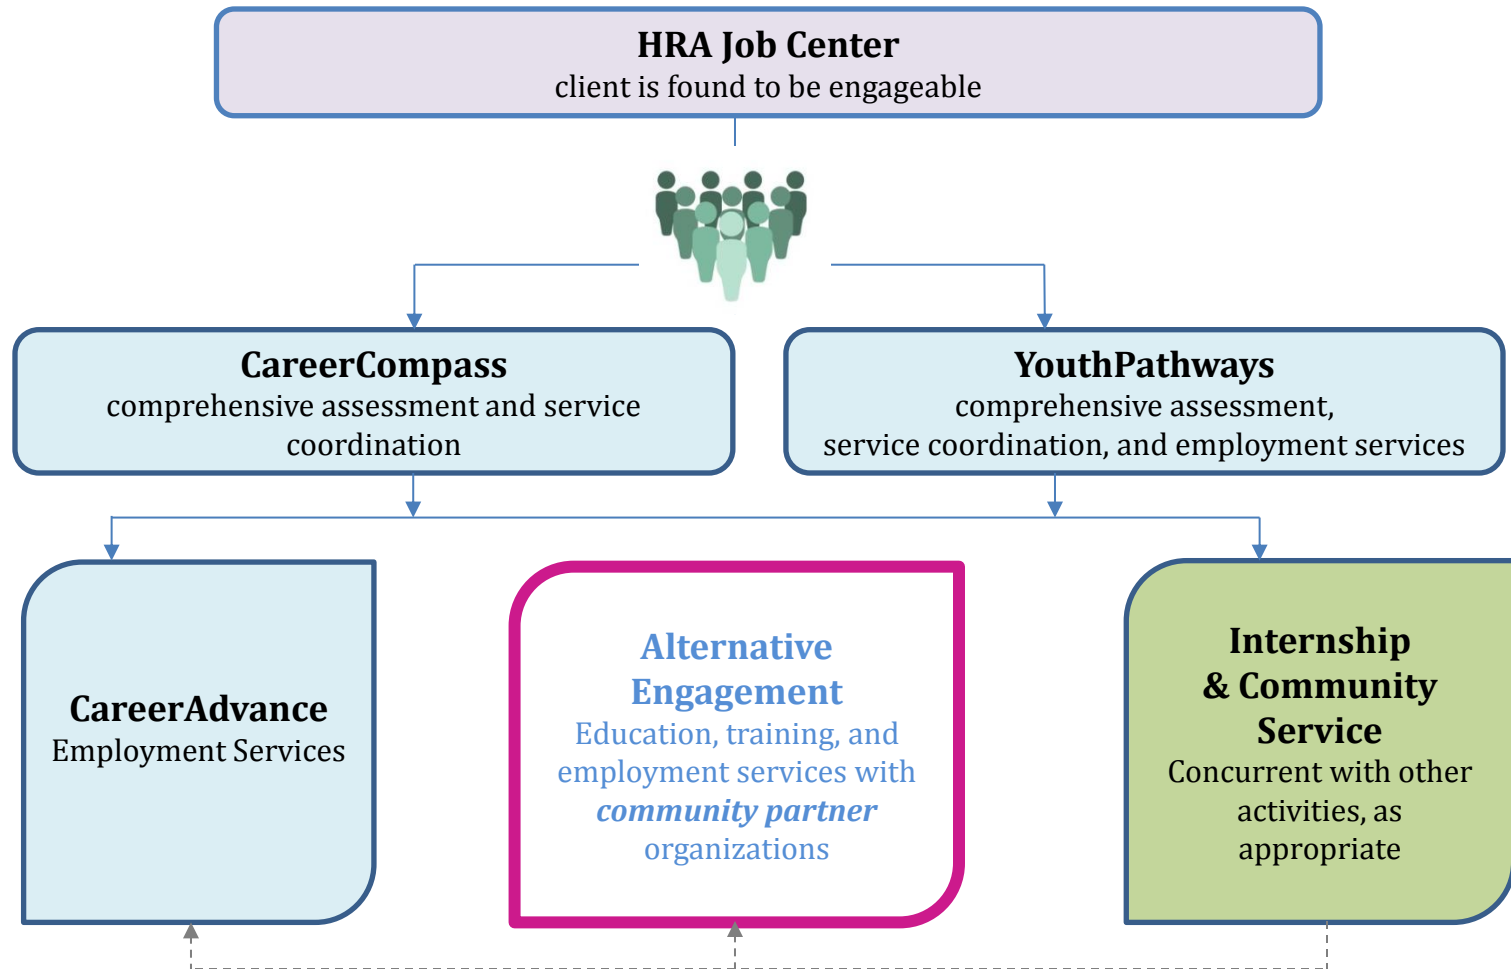 HRA Job Center
client is found to be engageable
CareerCompass
comprehensive assessment and service
coordination
YouthPathways
comprehensive assessment,
service coordination, and employment services
CareerAdvance
Employment Services
Alternative
Engagement
Education, training, and
employment services with
community partner
organizations
Internship
& Community
Service
Concurrent with other
activities, as
appropriate